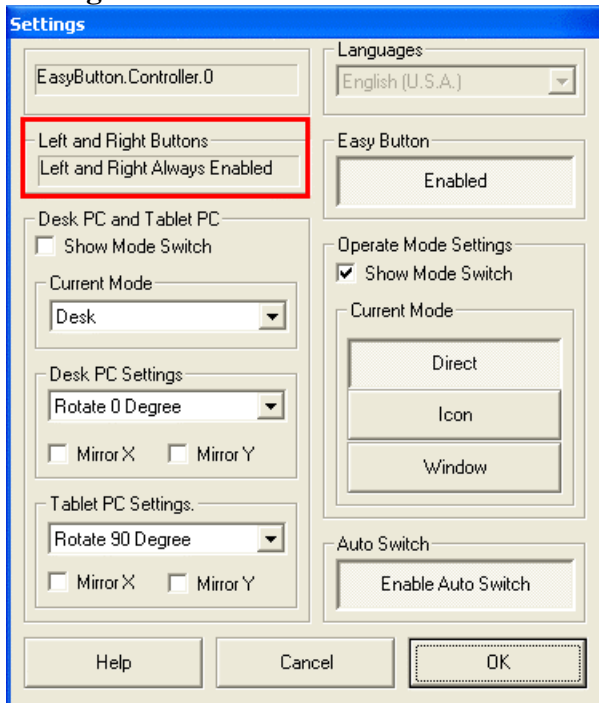 Settings
EasyButton.Controller.0
Languages
English (U.S.A.)
Left and Right Buttons
Left and Right Always Enabled
Easy Button
Enabled
Desk PC and Tablet PC
Show Mode Switch
Current Mode
Desk
Desk PC Settings
Rotate 0 Degree
Mirror X Mirror Y
Tablet PC Settings.
Rotate 90 Degree
Mirror X Mirror Y
Operate Mode Settings
Show Mode Switch
Current Mode
Direct
Icon
Window
Auto Switch
Enable Auto Switch
Help Cancel OK